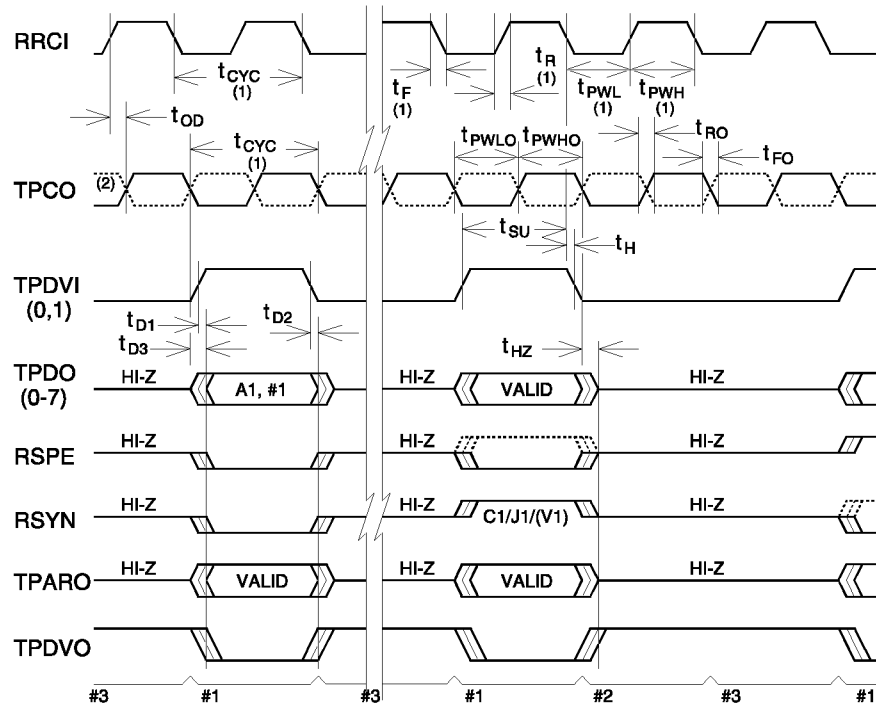 RRCI
tCYC
(1)
tF
(1)
tR
(1)
tPWL
(1)
tPWH
(1)
tOD
tCYC
(1)
tPWLO
tPWHO
tRO
tFO
TPCO
(2)
tSU
tH
TPDVI
(0,1)
tD1
tD2
tD3
tHZ
TPDO
(0-7)
HI-Z
A1, #1
HI-Z
VALID
HI-Z
RSPE
HI-Z
HI-Z
HI-Z
RSYN
HI-Z
HI-Z
C1/J1/(V1)
HI-Z
TPARO
HI-Z
VALID
HI-Z
VALID
HI-Z
TPDVO
#3 #1 #3 #1 #2 #3 #1